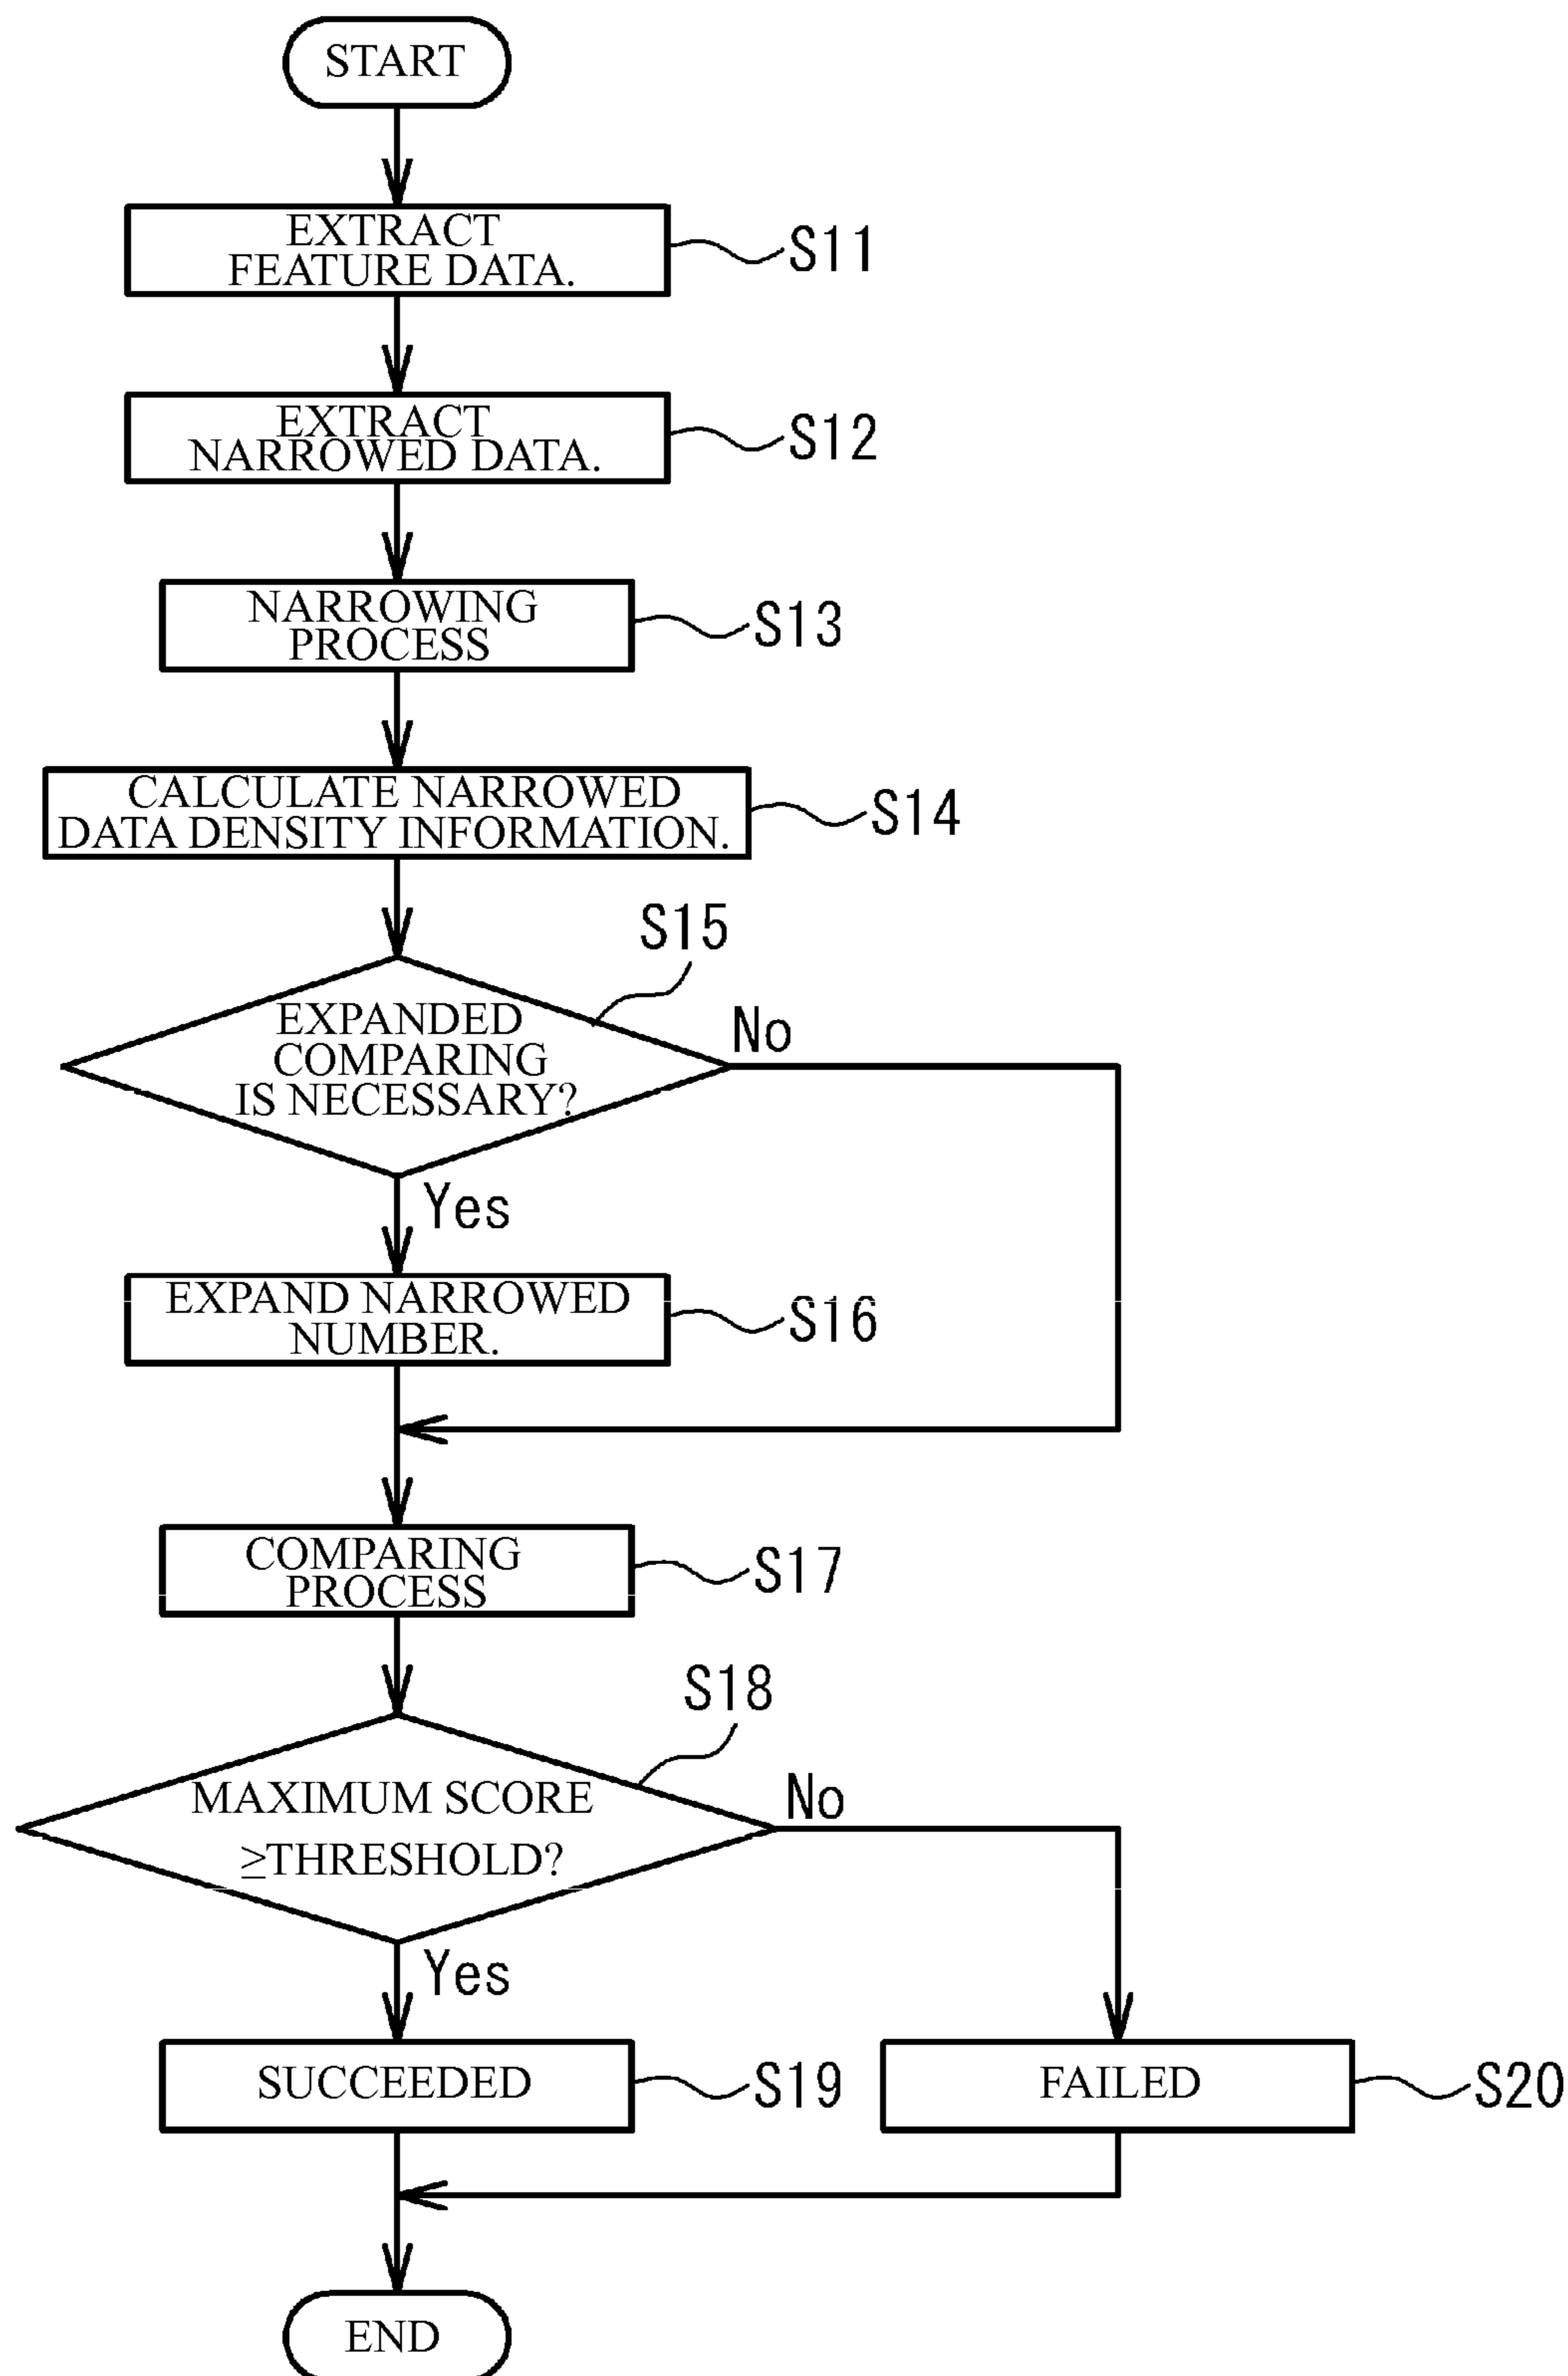 START
EXTRACT
FEATURE DATA.
S11
EXTRACT
NARROWED DATA.
S12
NARROWING
PROCESS
S13
CALCULATE NARROWED
DATA DENSITY INFORMATION.
S14
S15
EXPANDED
COMPARING
IS NECESSARY?
No
Yes
EXPAND NARROWED
NUMBER.
S16
COMPARING
PROCESS
S17
S18
MAXIMUM SCORE
≥THRESHOLD?
No
Yes
SUCCEEDED
S19
FAILED
S20
END